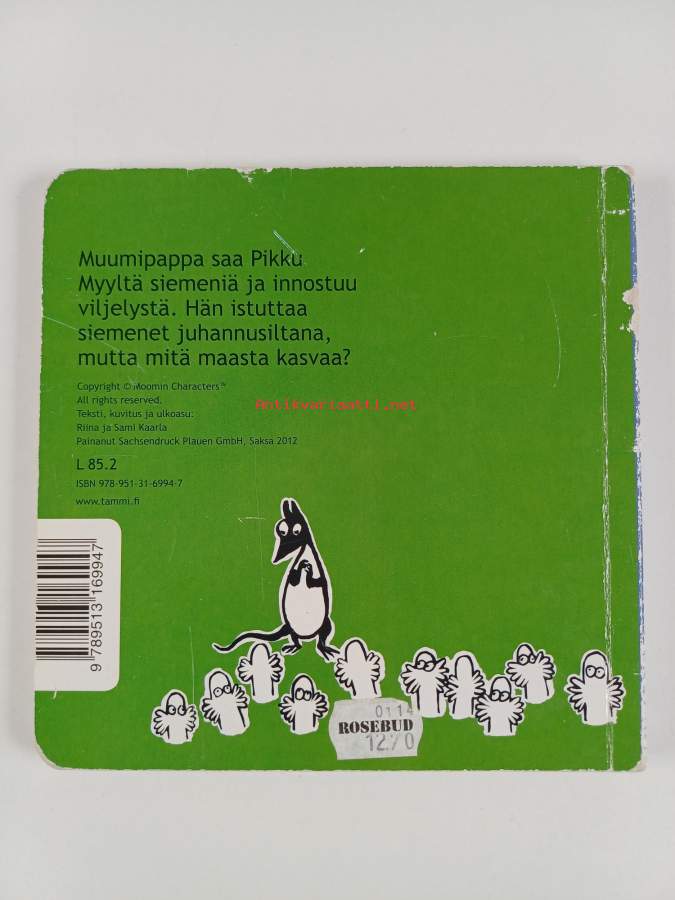 Muumipappa saa Pikku
Myyltä siemeniä ja innostuu
viljelystä. Hän istuttaa
siemenet juhannusiltana,
mutta mitä maasta kasvaa?
Copyright © Moomin Characters™
All rights reserved.
Teksti, kuvitus ja ulkoasu:
Riina ja Sami Kaarla
Painanut Sachsendruck Plauen GmbH, Saksa 2012
Antikvariaatti.net
L 85.2
ISBN 978-951-31-6994-7
www.tammi.fi
9 789513 169947
0114
ROSEBUD
12.70